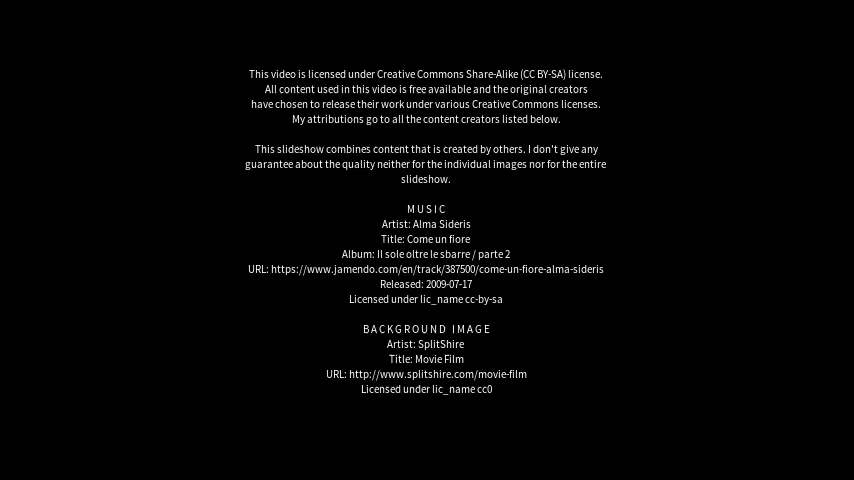 This video is licensed under Creative Commons Share-Alike (CC BY-SA) license.
All content used in this video is free available and the original creators
have chosen to release their work under various Creative Commons licenses.
My attributions go to all the content creators listed below.
This slideshow combines content that is created by others. I don't give any
guarantee about the quality neither for the individual images nor for the entire
slideshow.
MUSIC
Artist: Alma Sideris
Title: Come un fiore
Album: Il sole oltre le sbarre / parte 2
URL: https://www.jamendo.com/en/track/387500/come-un-fiore-alma-sideris
Released: 2009-07-17
Licensed under lic_name cc-by-sa
BACKGROUND IMAGE
Artist: SplitShire
Title: Movie Film
URL: http://www.splitshire.com/movie-film
Licensed under lic_name cc0